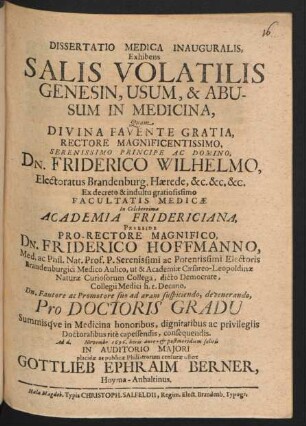 16
DISSERTATIO MEDICA INAUGURALIS,
Exhibens
SALIS VOLATILIS
GENESIN, USUM, & ABU-
SUM IN MEDICINA,
Quam
DIVINA FAVENTE GRATIA,
RECTORE MAGNIFICENTISSIMO,
SERENISSIMO PRINCIPE AC DOMINO,
DN. FRIDERICO WILHELMO,
Electoratus Brandenburg. Hærede, &c. &c. &c.
Ex decreto & indultu gratiosissimo
FACULTATIS MEDICÆ
in Celeberrima
ACADEMIA FRIDERICIANA,
Præside
PRO-RECTORE MAGNIFICO,
DN. FRIDERICO HOFFMANNO,
Med. ac Phil. Nat. Prof. P. Serenissimi ac Potentissimi Electoris
Brandenburgici Medico Aulico, ut & Academiæ Cæsareo-Leopoldinæ
Naturæ Curiosorum Collega, dicto Democrate,
Collegii Medici h. t. Decano.
Dn. Fautore ac Promotore suo ad aram suspiciendo, devenerando,
Pro DOCTORIS GRADU
Summisque in Medicina honoribus, dignitatibus ac privilegiis
Doctoralibus rite capessendis, consequendis.
Ad d. Novembr.
IN AUDITORIO MAJORI
placidæ ac publicæ Philiatrorum censuræ
GOTTLIEB EPHRAIM BERNER,
Hoyma-Anhaltinus.
Halæ Magdeb. Typis CHRISTOPH. SALFELDII, Regim. Elect. Brandenb. Typogr.